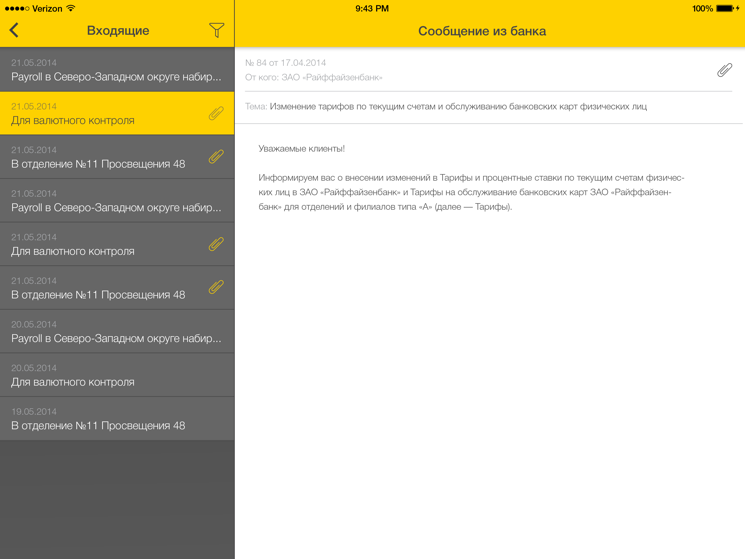 Verizon
9:43 PM
100%
Входящие
21.05.2014
Payroll в Северо-Западном округе набир...
21.05.2014
Для валютного контроля
21.05.2014
В отделение №11 Просвещения 48
21.05.2014
Payroll в Северо-Западном округе набир...
21.05.2014
Для валютного контроля
21.05.2014
В отделение №11 Просвещения 48
20.05.2014
Payroll в Северо-Западном округе набир...
20.05.2014
Для валютного контроля
19.05.2014
В отделение №11 Просвещения 48
Сообщение из банка
№ 84 от 17.04.2014
От кого: ЗАО «Райффайзенбанк»
Тема: Изменение тарифов по текущим счетам и обслуживанию банковских карт физических лиц
Уважаемые клиенты!
Информируем вас о внесении изменений в Тарифы и процентные ставки по текущим счетам физичес-
ких лиц в ЗАО «Райффайзенбанк» и Тарифы на обслуживание банковских карт ЗАО «Райффайзен-
банк» для отделений и филиалов типа «А» (далее — Тарифы).